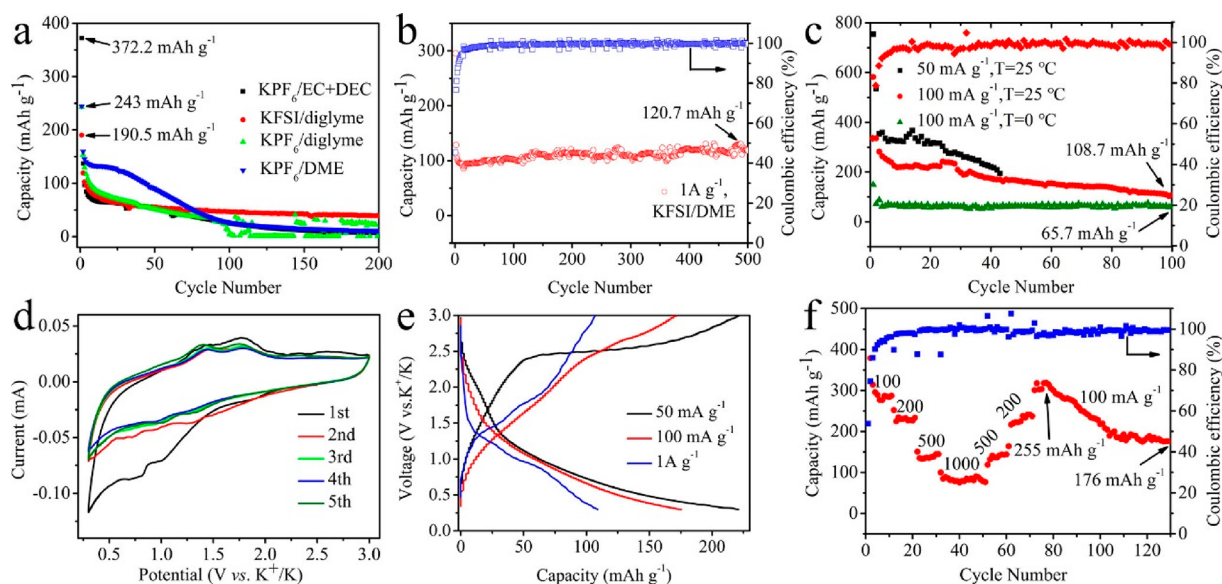 a
400
350
300
250
200
150
100
50
0
Capacity (mAh g⁻¹)
372.2 mAh g⁻¹
243 mAh g⁻¹
190.5 mAh g⁻¹
KPF₆/EC+DEC
KFSI/diglyme
KPF₆/diglyme
KPF₆/DME
0 50 100 150 200
Cycle Number
b
300
200
100
0
Capacity (mAh g⁻¹)
120.7 mAh g⁻¹
1A g⁻¹,
KFSI/DME
100
80
60
40
20
0
Coulombic efficiency (%)
0 100 200 300 400 500
Cycle Number
c
800
600
400
200
0
-200
Capacity (mAh g⁻¹)
50 mA g⁻¹,T=25 ℃
100 mA g⁻¹,T=25 ℃
100 mA g⁻¹,T=0 ℃
108.7 mAh g⁻¹
65.7 mAh g⁻¹
100
80
60
40
20
0
Coulombic efficiency (%)
0 20 40 60 80 100
Cycle Number
d
0.05
0.00
-0.05
-0.10
Current (mA)
1st
2nd
3rd
4th
5th
0.5 1.0 1.5 2.0 2.5 3.0
Potential (V vs. K⁺/K)
e
3.0
2.5
2.0
1.5
1.0
0.5
0.0
Voltage (V vs.K⁺/K)
50 mA g⁻¹
100 mA g⁻¹
1A g⁻¹
0 50 100 150 200
Capacity (mAh g⁻¹)
f
500
450
400
350
300
250
200
150
100
50
0
Capacity (mAh g⁻¹)
100
200
500
1000
500
200
100 mA g⁻¹
255 mAh g⁻¹
176 mAh g⁻¹
100
80
60
40
20
0
Coulombic efficiency (%)
0 20 40 60 80 100 120
Cycle Number